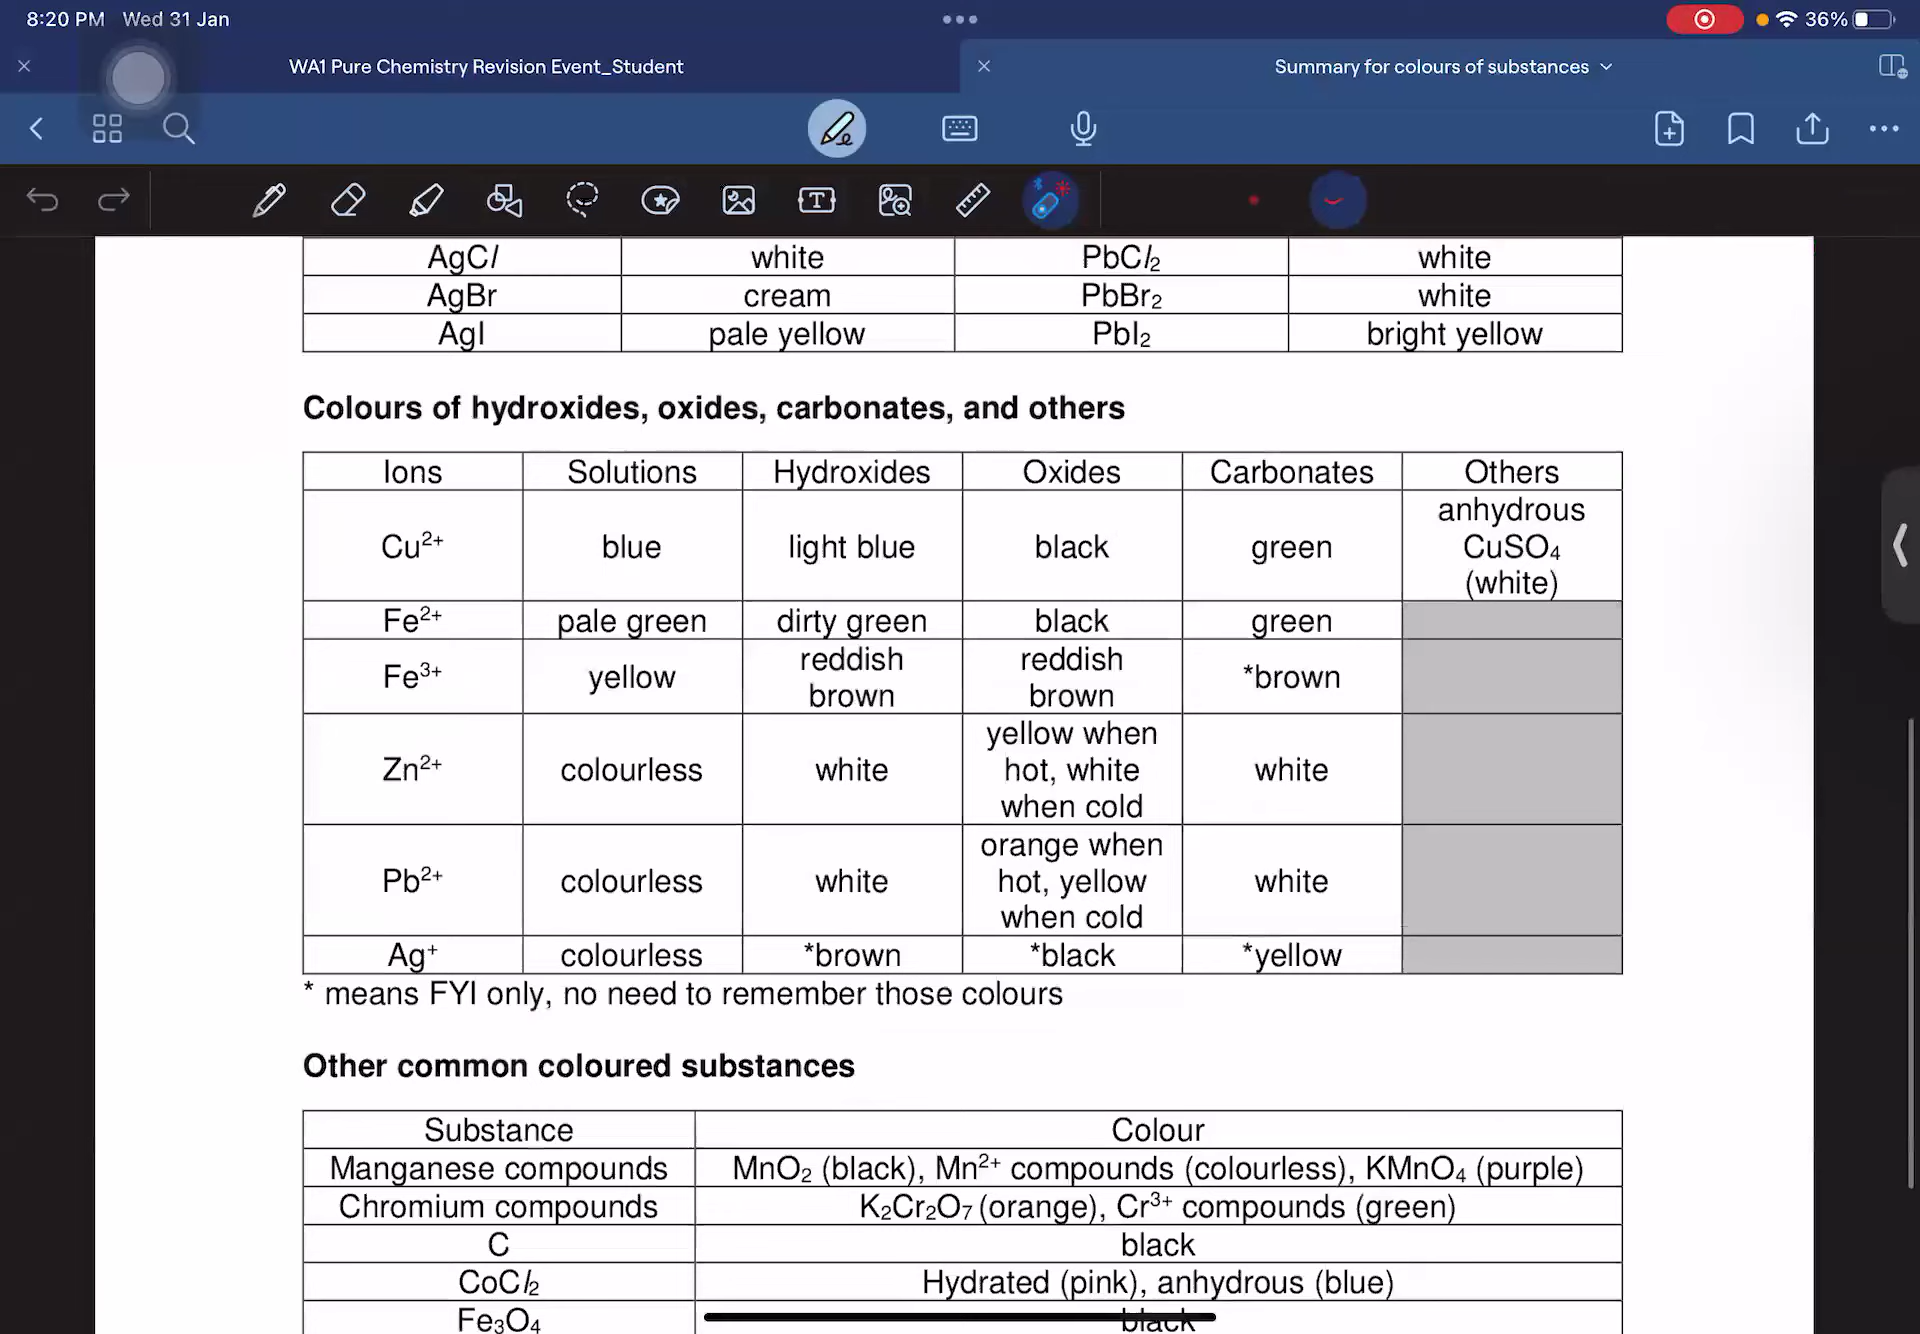 8:20 PM Wed 31 Jan
36%
WA1 Pure Chemistry Revision Event_Student
Summary for colours of substances
AgCl white PbCl₂ white
AgBr cream PbBr₂ white
AgI pale yellow PbI₂ bright yellow
Colours of hydroxides, oxides, carbonates, and others
Ions Solutions Hydroxides Oxides Carbonates Others
Cu²⁺ blue light blue black green anhydrous
CuSO₄
(white)
Fe²⁺ pale green dirty green black green
Fe³⁺ yellow reddish
brown reddish
brown *brown
Zn²⁺ colourless white yellow when
hot, white
when cold white
Pb²⁺ colourless white orange when
hot, yellow
when cold white
Ag⁺ colourless *brown *black *yellow
* means FYI only, no need to remember those colours
Other common coloured substances
Substance Colour
Manganese compounds MnO₂ (black), Mn²⁺ compounds (colourless), KMnO₄ (purple)
Chromium compounds K₂Cr₂O₇ (orange), Cr³⁺ compounds (green)
C black
CoCl₂ Hydrated (pink), anhydrous (blue)
Fe₃O₄ black